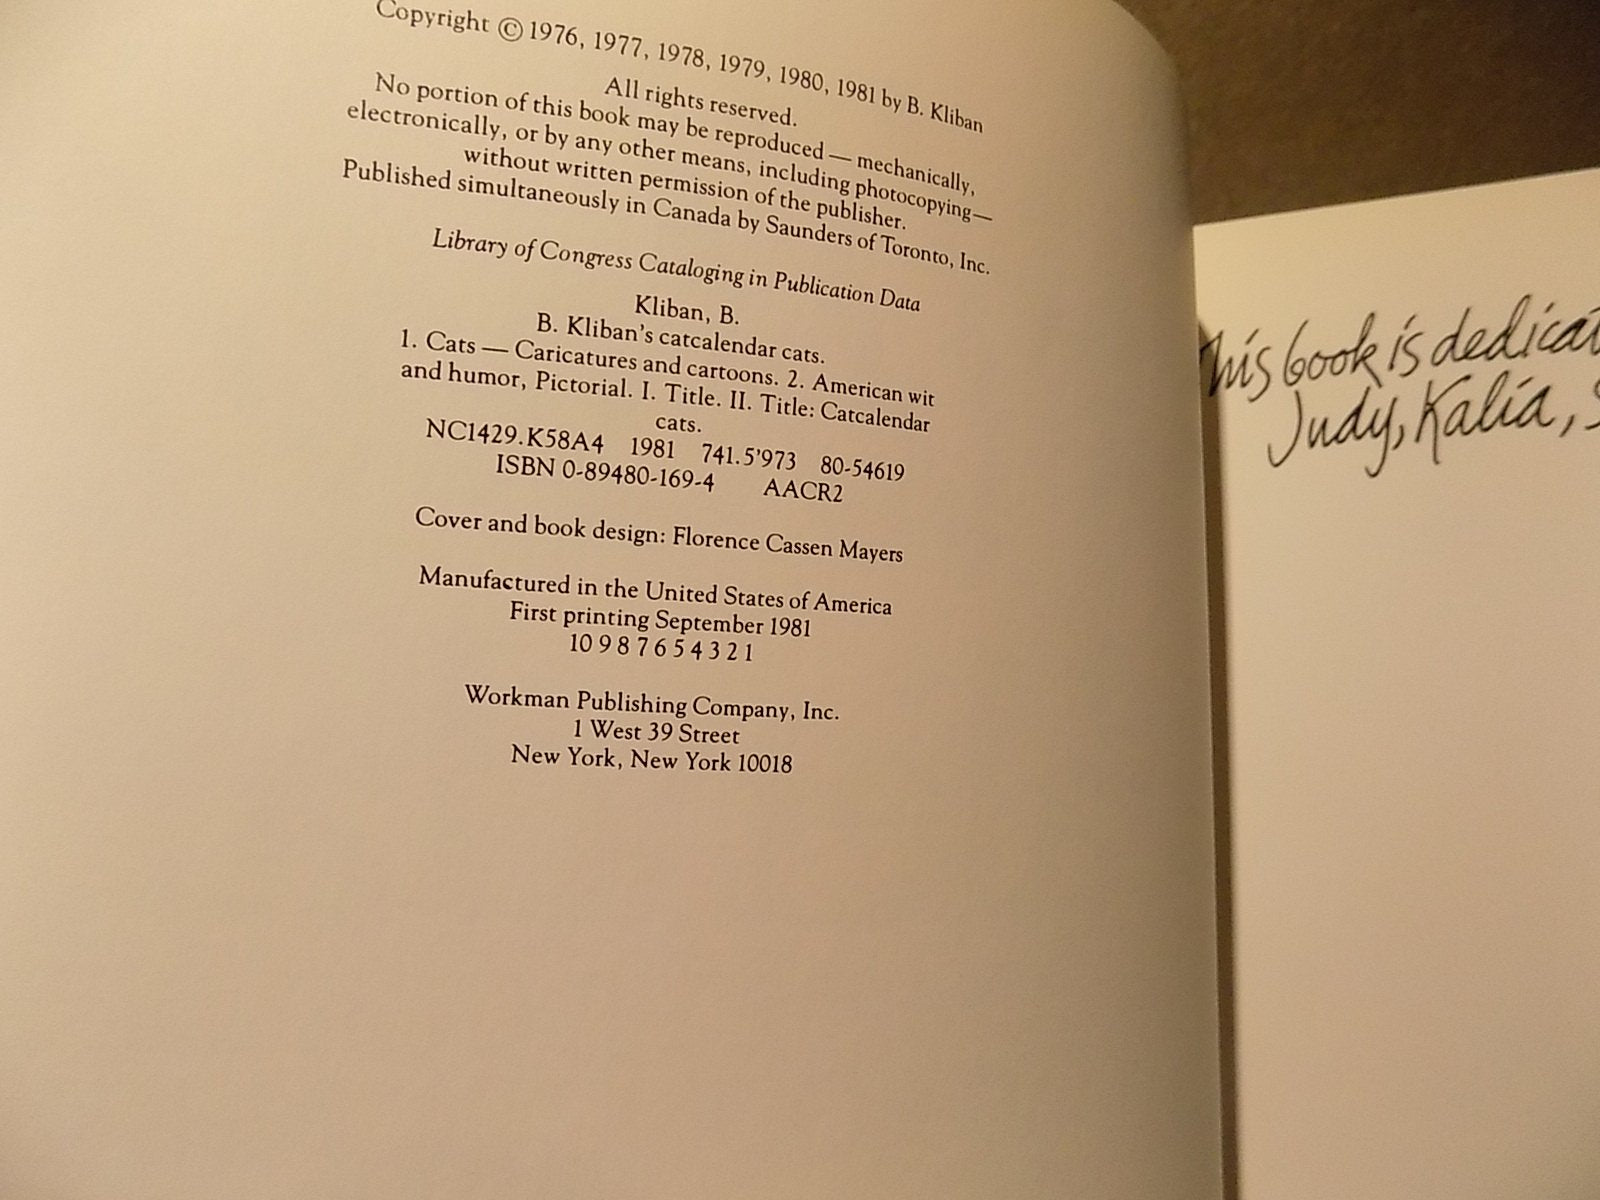 Copyright © 1976, 1977, 1978, 1979, 1980, 1981 by B. Kliban
All rights reserved.
No portion of this book may be reproduced — mechanically,
electronically, or by any other means, including photocopying—
without written permission of the publisher.
Published simultaneously in Canada by Saunders of Toronto, Inc.
Library of Congress Cataloging in Publication Data
Kliban, B.
B. Kliban's catcalendar cats.
1. Cats — Caricatures and cartoons. 2. American wit
and humor, Pictorial. I. Title. II. Title: Catcalendar
cats.
NC1429.K58A4 1981 741.5'973 80-54619
ISBN 0-89480-169-4 AACR2
Cover and book design: Florence Cassen Mayers
Manufactured in the United States of America
First printing September 1981
10 9 8 7 6 5 4 3 2 1
Workman Publishing Company, Inc.
1 West 39 Street
New York, New York 10018
This book is dedicat
Judy, Kalia,